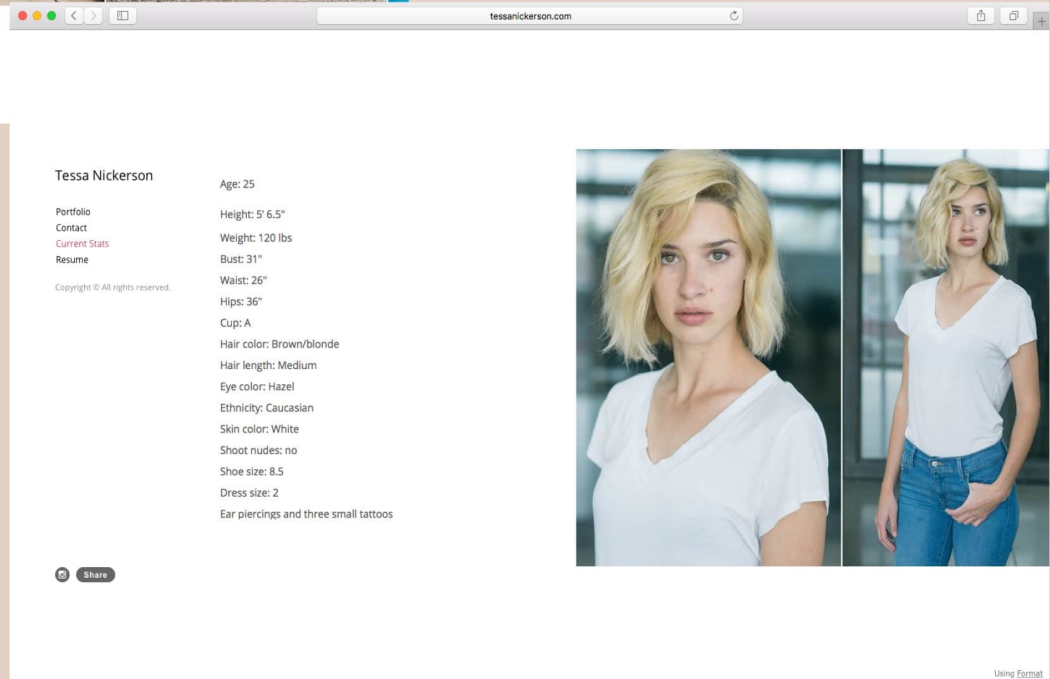 tessanickerson.com
Tessa Nickerson
Portfolio
Contact
Current Stats
Resume
Copyright © All rights reserved.
Age: 25
Height: 5' 6.5"
Weight: 120 lbs
Bust: 31"
Waist: 26"
Hips: 36"
Cup: A
Hair color: Brown/blonde
Hair length: Medium
Eye color: Hazel
Ethnicity: Caucasian
Skin color: White
Shoot nudes: no
Shoe size: 8.5
Dress size: 2
Ear piercings and three small tattoos
Share
Using Format